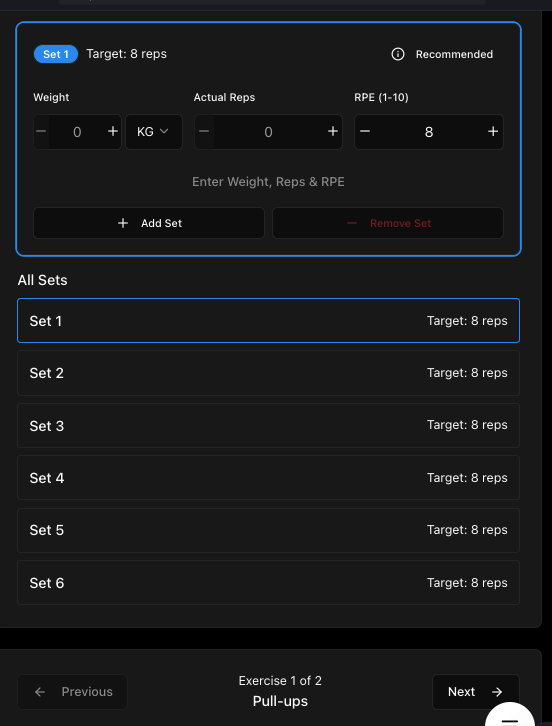 Set 1 Target: 8 reps Recommended
Weight Actual Reps RPE (1-10)
0 KG 0 8
Enter Weight, Reps & RPE
Add Set Remove Set
All Sets
Set 1 Target: 8 reps
Set 2 Target: 8 reps
Set 3 Target: 8 reps
Set 4 Target: 8 reps
Set 5 Target: 8 reps
Set 6 Target: 8 reps
Exercise 1 of 2
Previous Next
Pull-ups